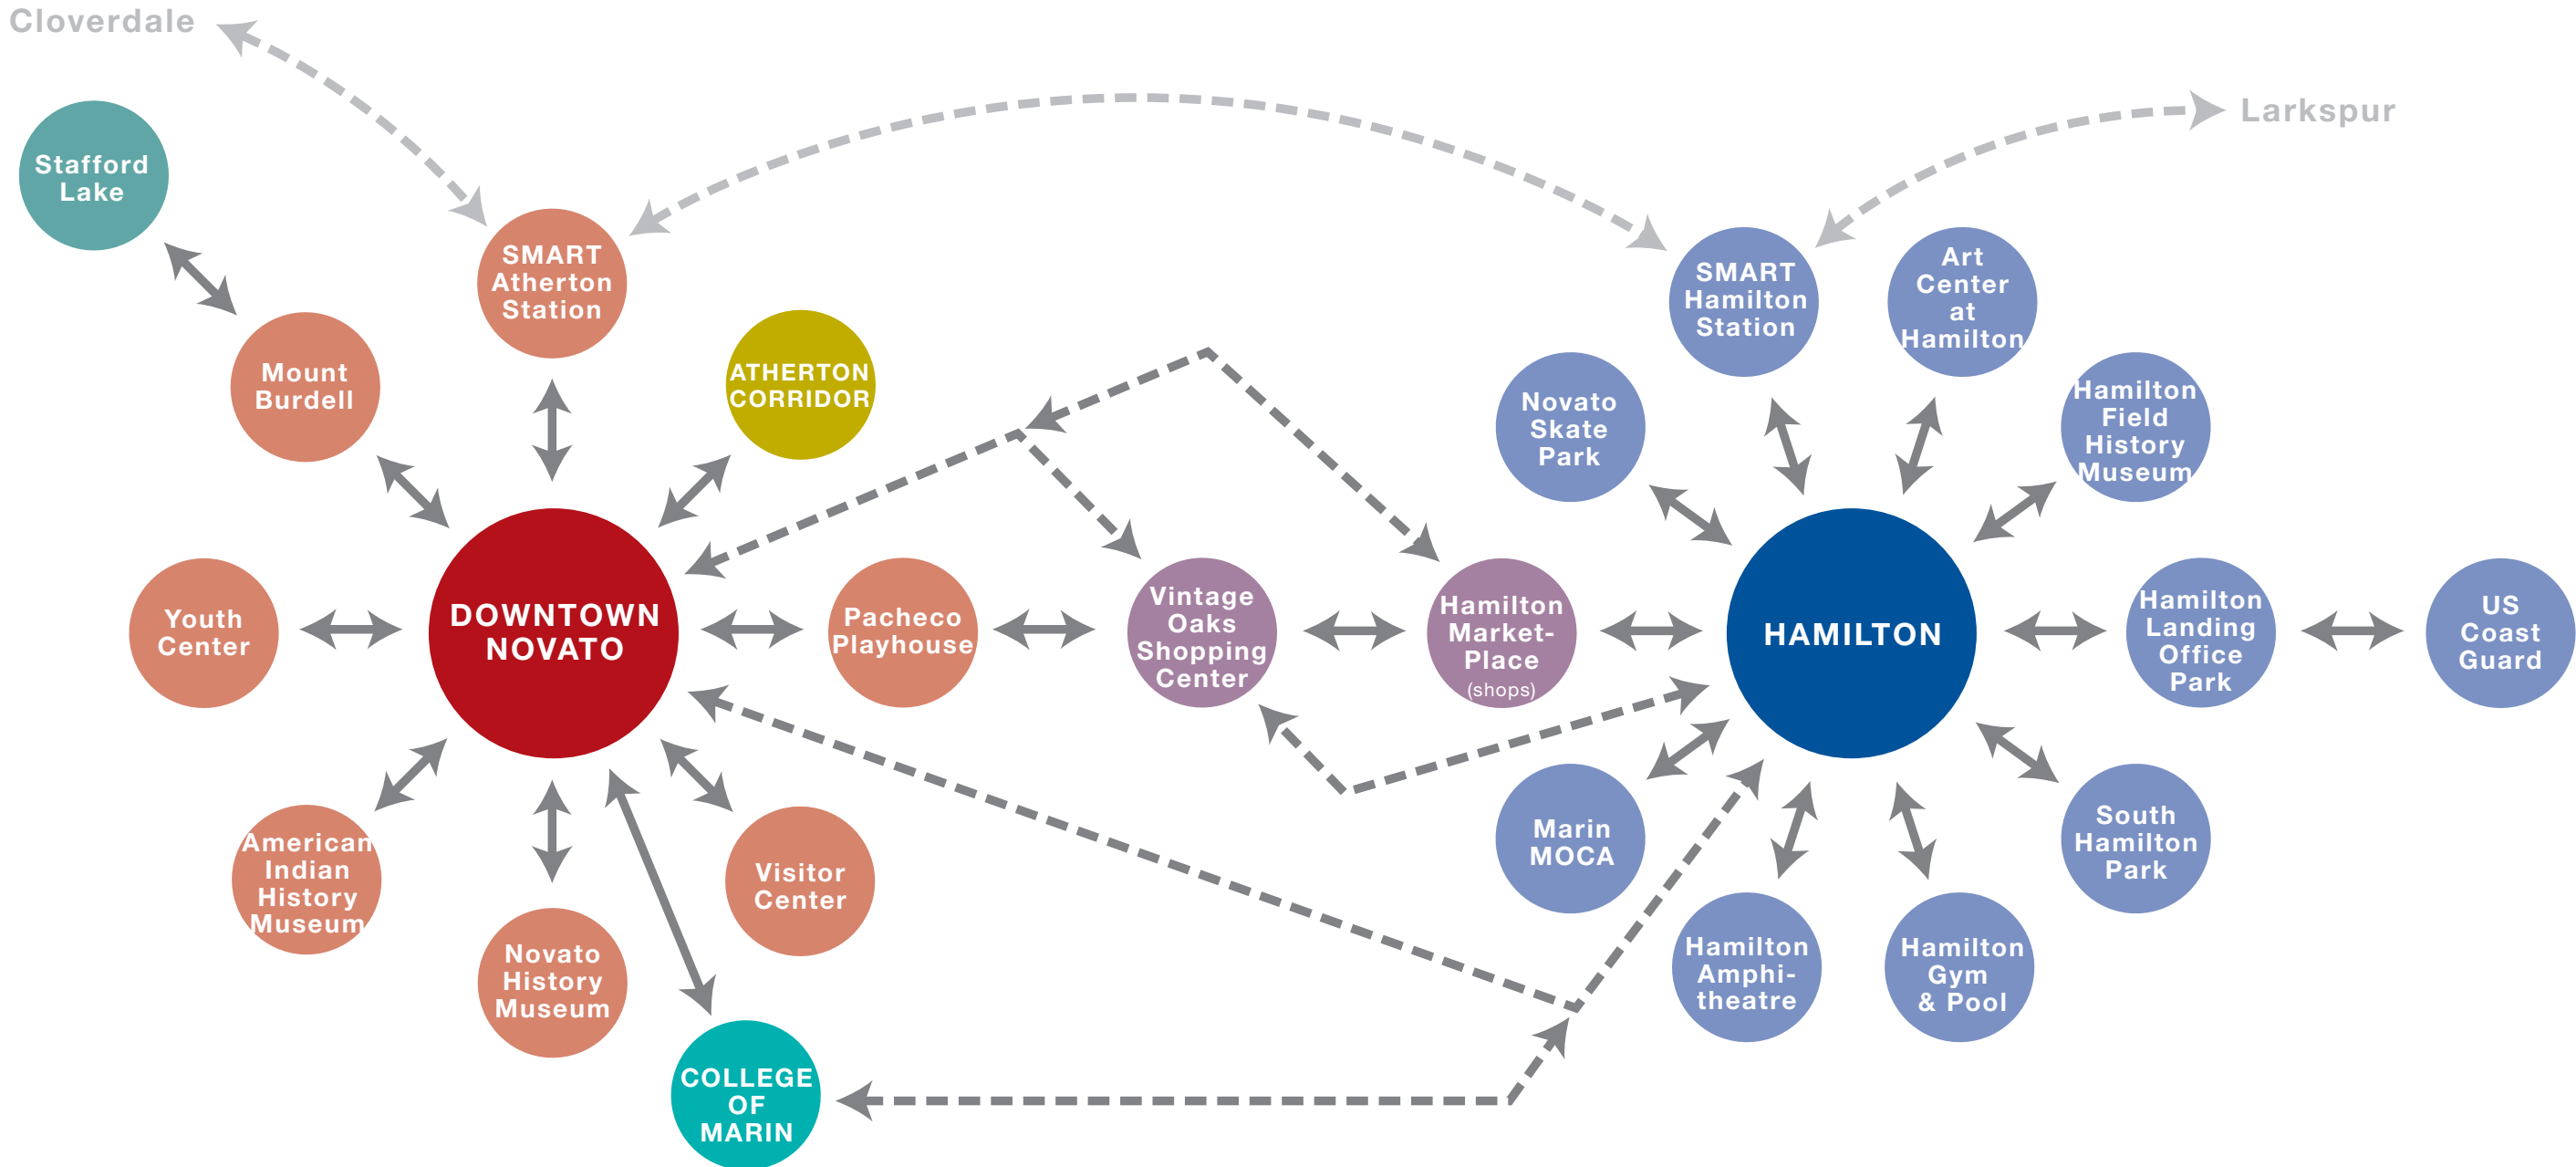 Cloverdale
Larkspur
Stafford
Lake
SMART
Atherton
Station
SMART
Hamilton
Station
Art
Center
at
Hamilton
Mount
Burdell
ATHERTON
CORRIDOR
Novato
Skate
Park
Hamilton
Field
History
Museum
Youth
Center
DOWNTOWN
NOVATO
Pacheco
Playhouse
Vintage
Oaks
Shopping
Center
Hamilton
Market-
Place
(shops)
HAMILTON
Hamilton
Landing
Office
Park
US
Coast
Guard
American
Indian
History
Museum
Visitor
Center
Marin
MOCA
South
Hamilton
Park
Novato
History
Museum
Hamilton
Amphi-
theatre
Hamilton
Gym
& Pool
COLLEGE
OF
MARIN